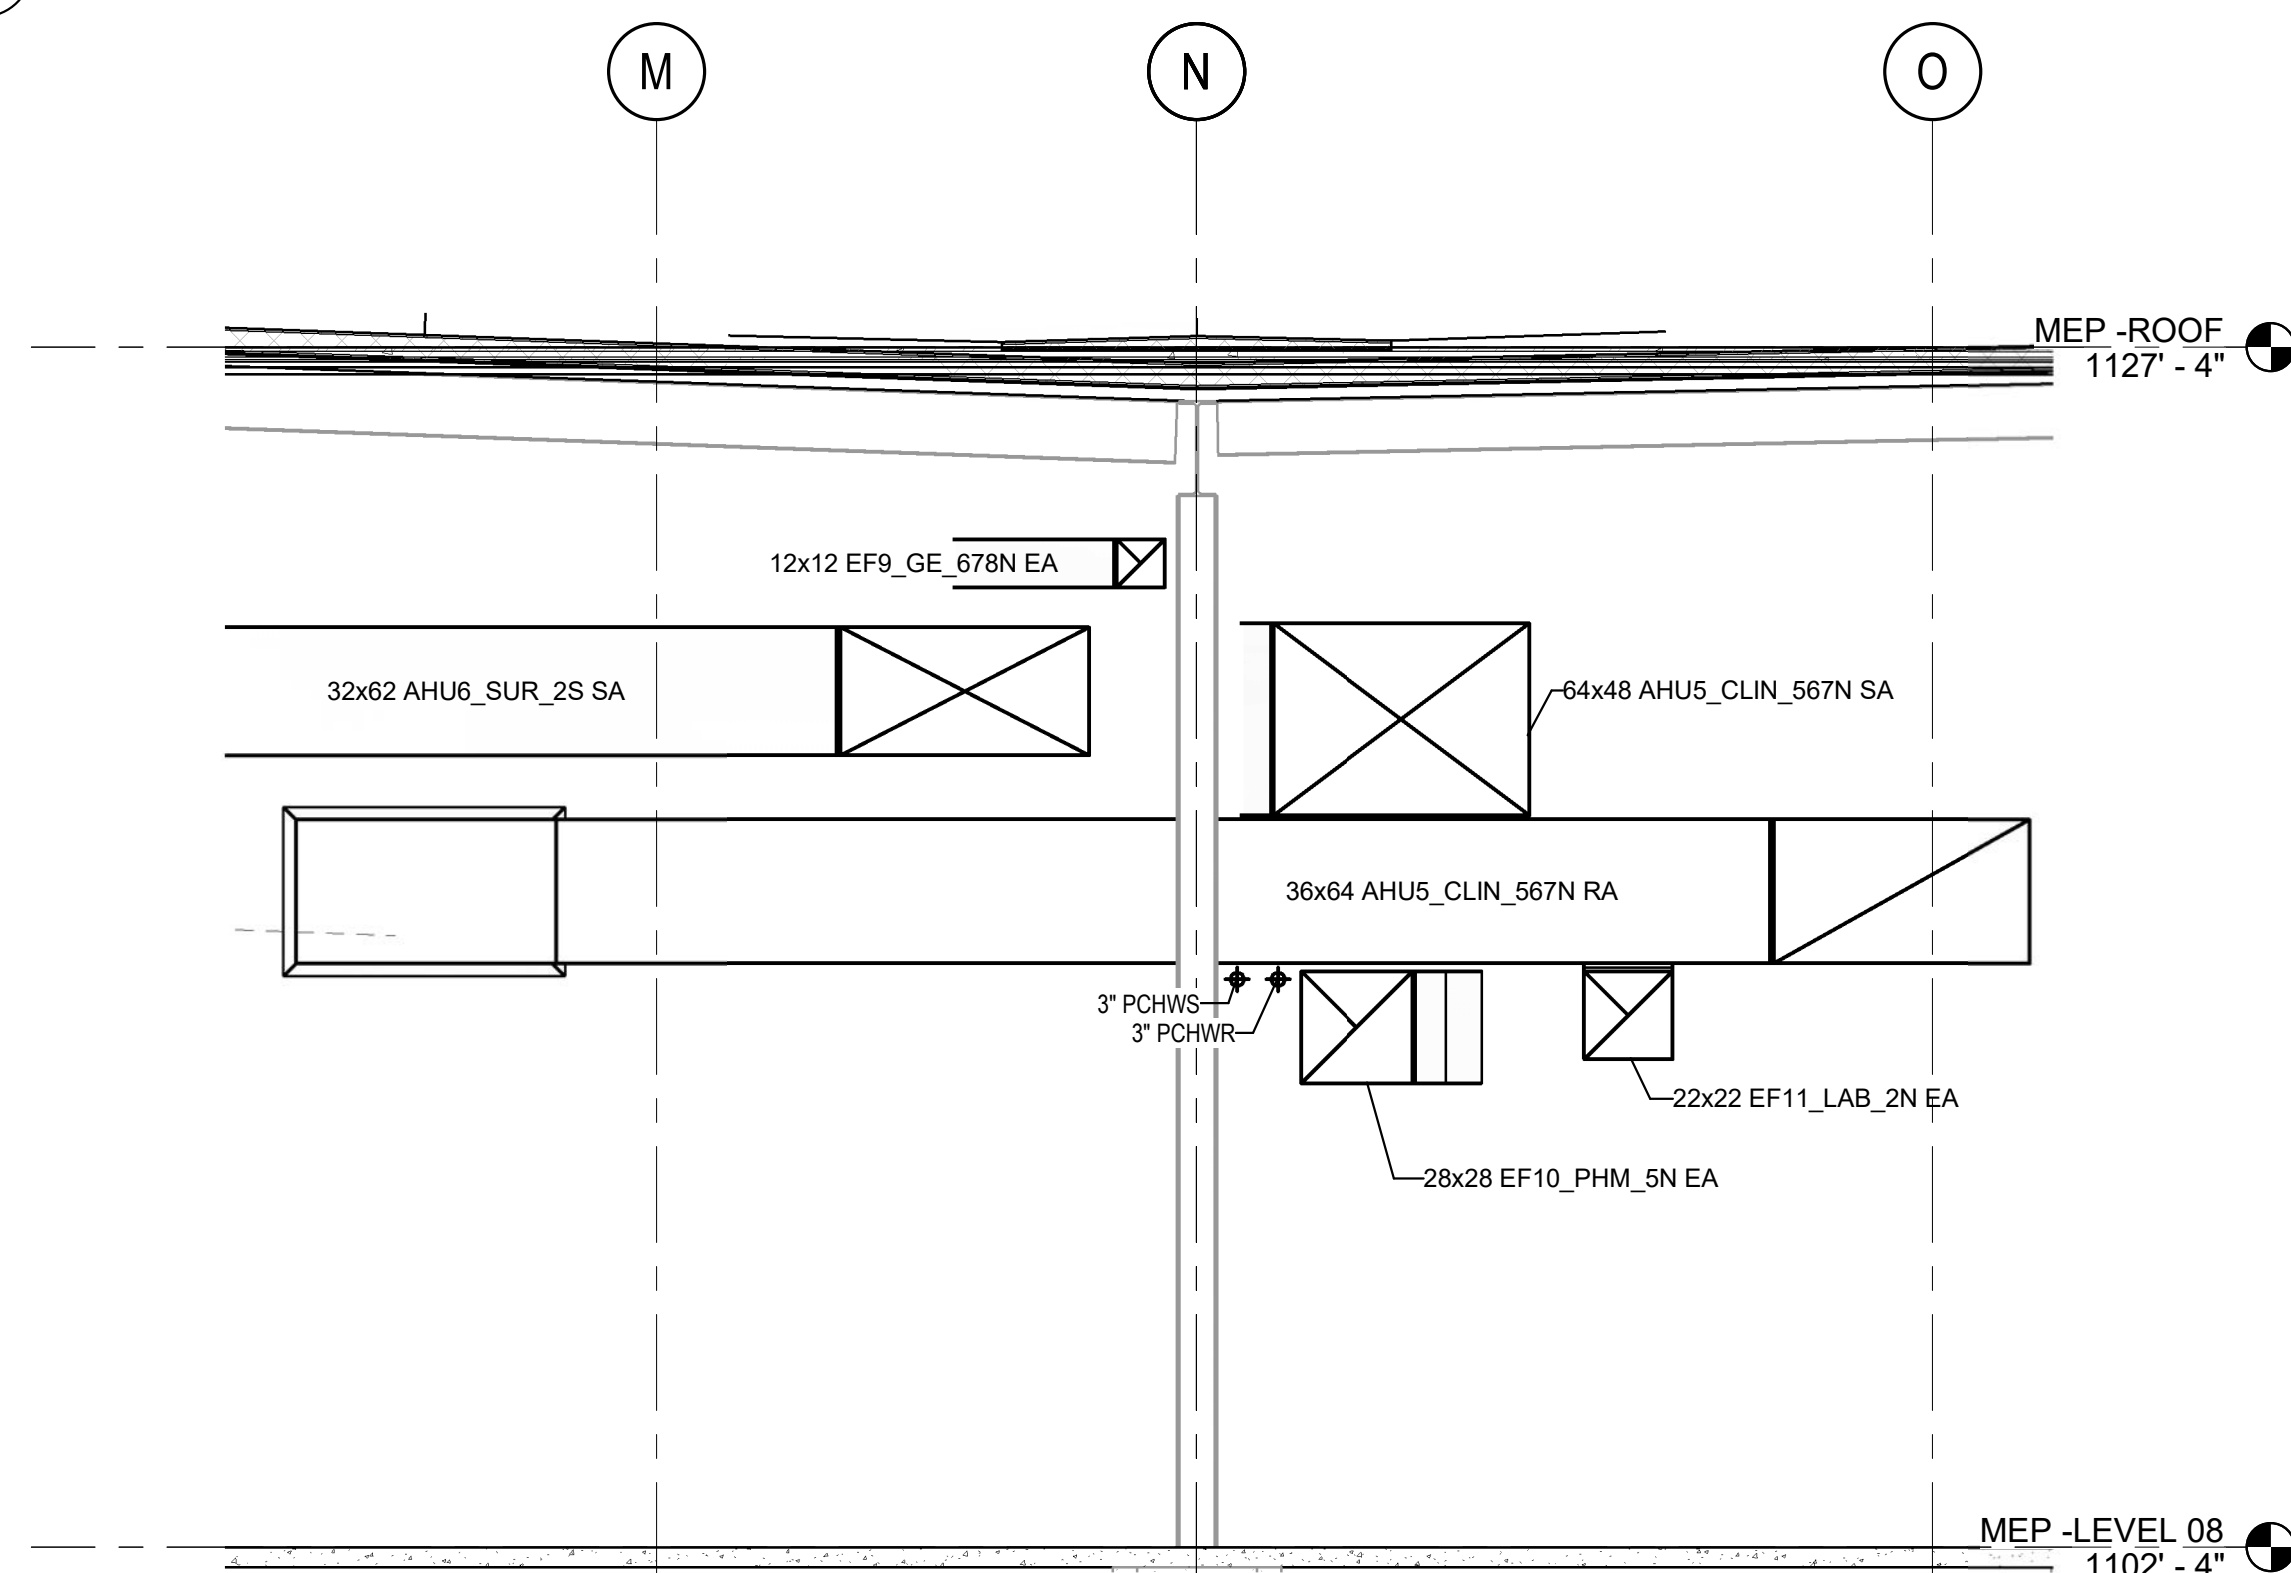 M
N
O
MEP -ROOF
1127' - 4"
12x12 EF9_GE_678N EA
32x62 AHU6_SUR_2S SA
64x48 AHU5_CLIN_567N SA
36x64 AHU5_CLIN_567N RA
3" PCHWS
3" PCHWR
22x22 EF11_LAB_2N EA
28x28 EF10_PHM_5N EA
MEP -LEVEL 08
1102' - 4"